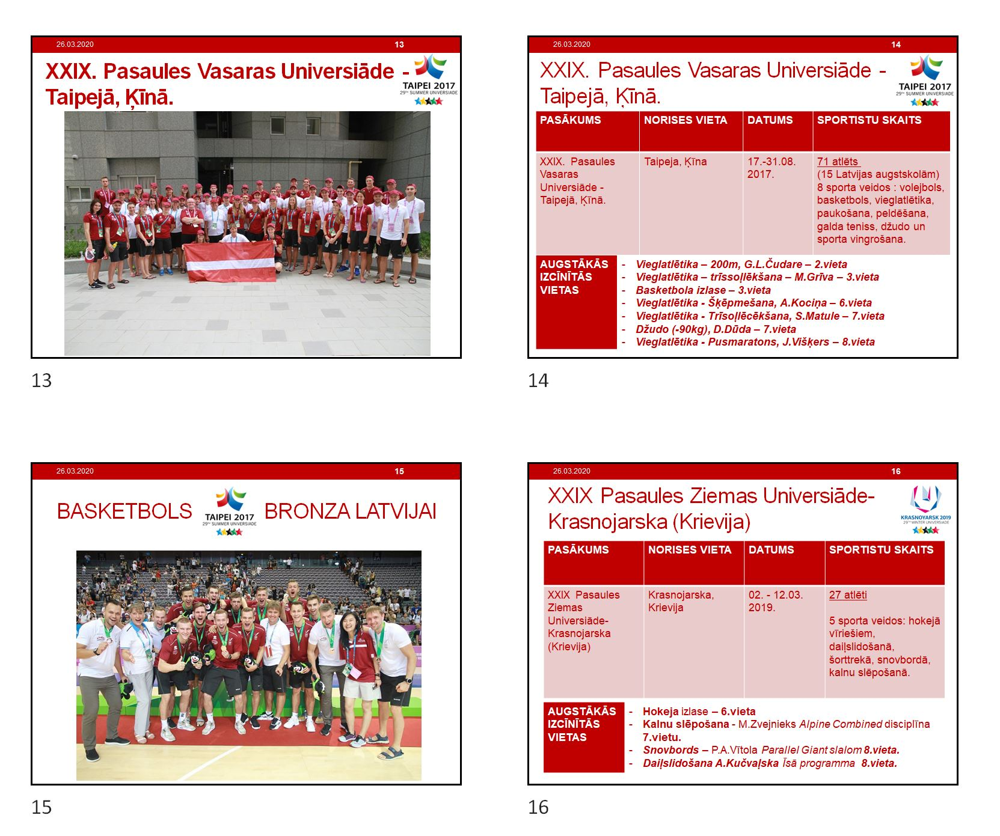 26.03.2020 13
XXIX. Pasaules Vasaras Universiāde -
Taipejā, Ķīnā.
TAIPEI 2017
29TH SUMMER UNIVERSIADE
13
26.03.2020 14
XXIX. Pasaules Vasaras Universiāde -
Taipejā, Ķīnā.
TAIPEI 2017
29TH SUMMER UNIVERSIADE
PASĀKUMS NORISES VIETA DATUMS SPORTISTU SKAITS
XXIX. Pasaules
Vasaras
Universiāde -
Taipejā, Ķīnā.
Taipeja, Ķīna
17.-31.08.
2017.
71 atlēts
(15 Latvijas augstskolām)
8 sporta veidos : volejbols,
basketbols, vieglatlētika,
paukošana, peldēšana,
galda teniss, džudo un
sporta vingrošana.
AUGSTĀKĀS
IZCĪNĪTĀS
VIETAS
- Vieglatlētika – 200m, G.L.Čudare – 2.vieta
- Vieglatlētika – trīssoļlēkšana – M.Grīva – 3.vieta
- Basketbola izlase – 3.vieta
- Vieglatlētika - Šķēpmešana, A.Kociņa – 6.vieta
- Vieglatlētika - Trīsoļlēcēkšana, S.Matule – 7.vieta
- Džudo (-90kg), D.Dūda – 7.vieta
- Vieglatlētika - Pusmaratons, J.Višķers – 8.vieta
14
26.03.2020 15
BASKETBOLS BRONZA LATVIJAI
TAIPEI 2017
29TH SUMMER UNIVERSIADE
15
26.03.2020 16
XXIX Pasaules Ziemas Universiāde-
Krasnojarska (Krievija)
KRASNOYARSK 2019
29TH WINTER UNIVERSIADE
PASĀKUMS NORISES VIETA DATUMS SPORTISTU SKAITS
XXIX Pasaules
Ziemas
Universiāde-
Krasnojarska
(Krievija)
Krasnojarska,
Krievija
02. - 12.03.
2019.
27 atlēti
5 sporta veidos: hokejā
vīriešiem,
daiļslidošanā,
šorttrekā, snovbordā,
kalnu slēpošanā.
AUGSTĀKĀS
IZCĪNĪTĀS
VIETAS
- Hokeja izlase – 6.vieta
- Kalnu slēpošana - M.Zvejnieks Alpine Combined disciplīna
7.vietu.
- Snovbords – P.A.Vītola Parallel Giant slalom 8.vieta.
- Daiļslidošana A.Kučvaļska Īsā programma 8.vieta.
16